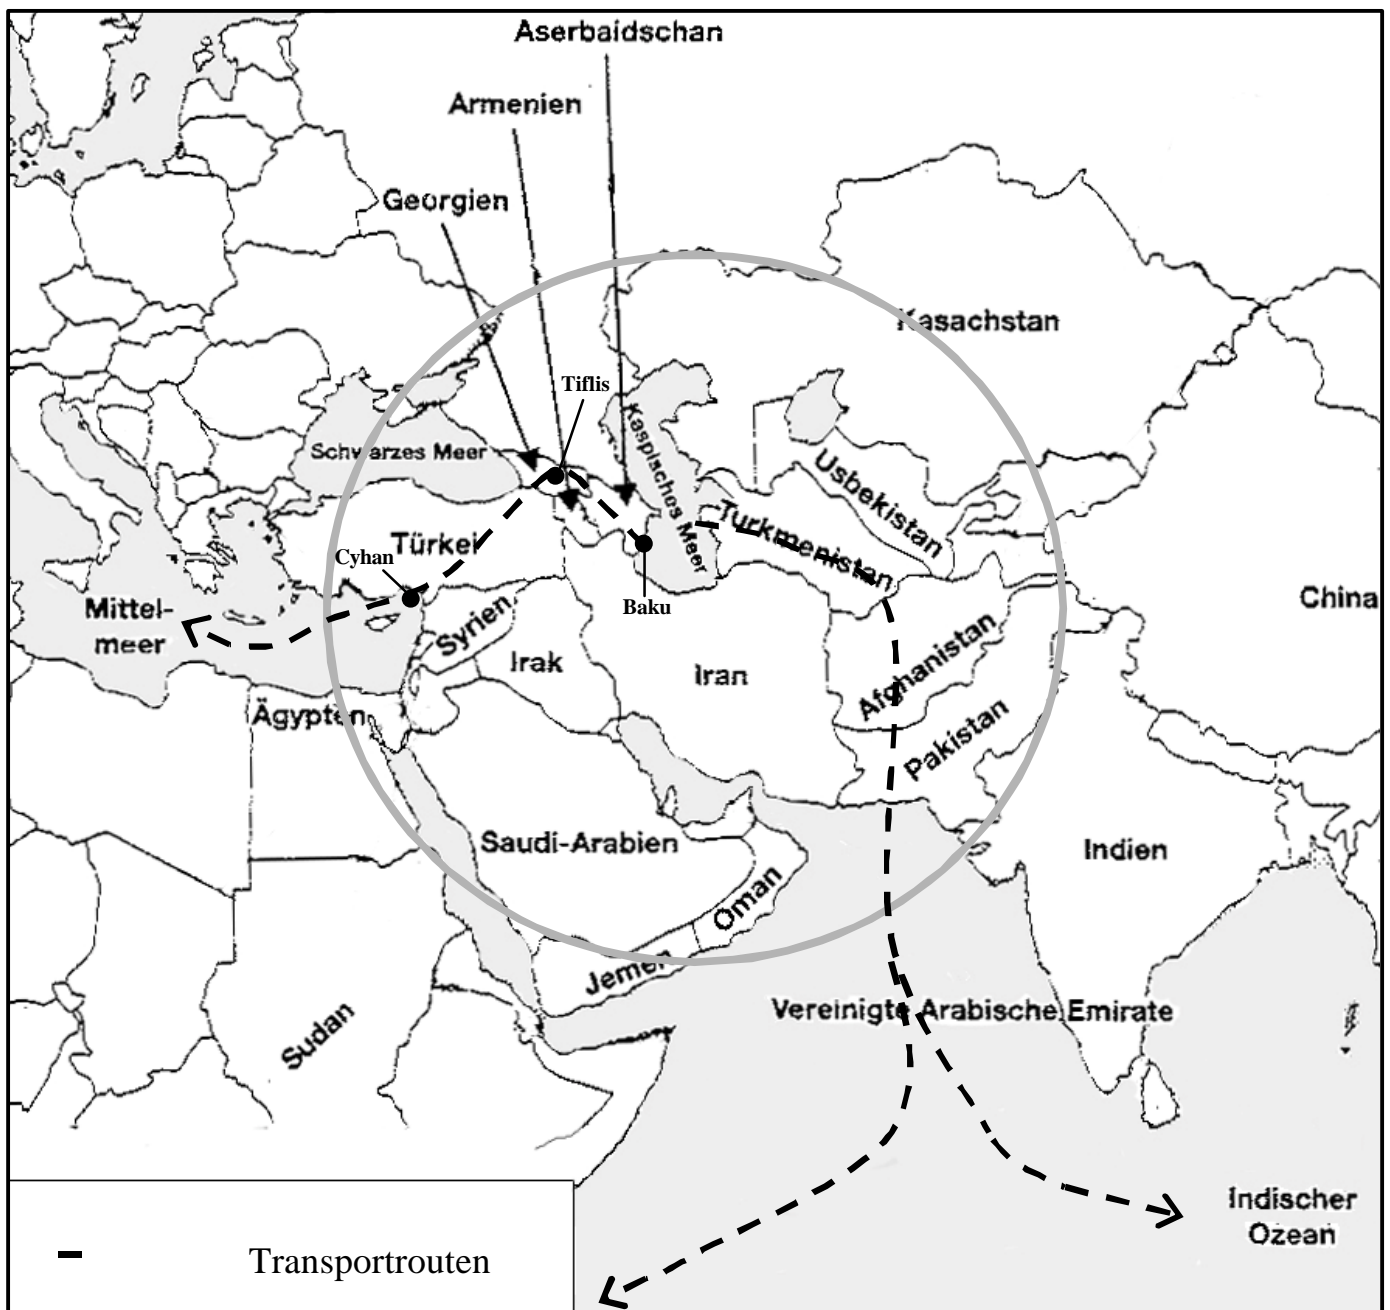 Aserbaidschan
Armenien
Georgien
Kasachstan
Tiflis
Schwarzes Meer
Kaspisches Meer
Usbekistan
Turkmenistan
Türkei
Cyhan
Baku
China
Mittel-
meer
Syrien
Irak
Iran
Afghanistan
Ägypten
Pakistan
Saudi-Arabien
Indien
Oman
Jemen
Vereinigte Arabische Emirate
Sudan
Indischer
Ozean
Transportrouten